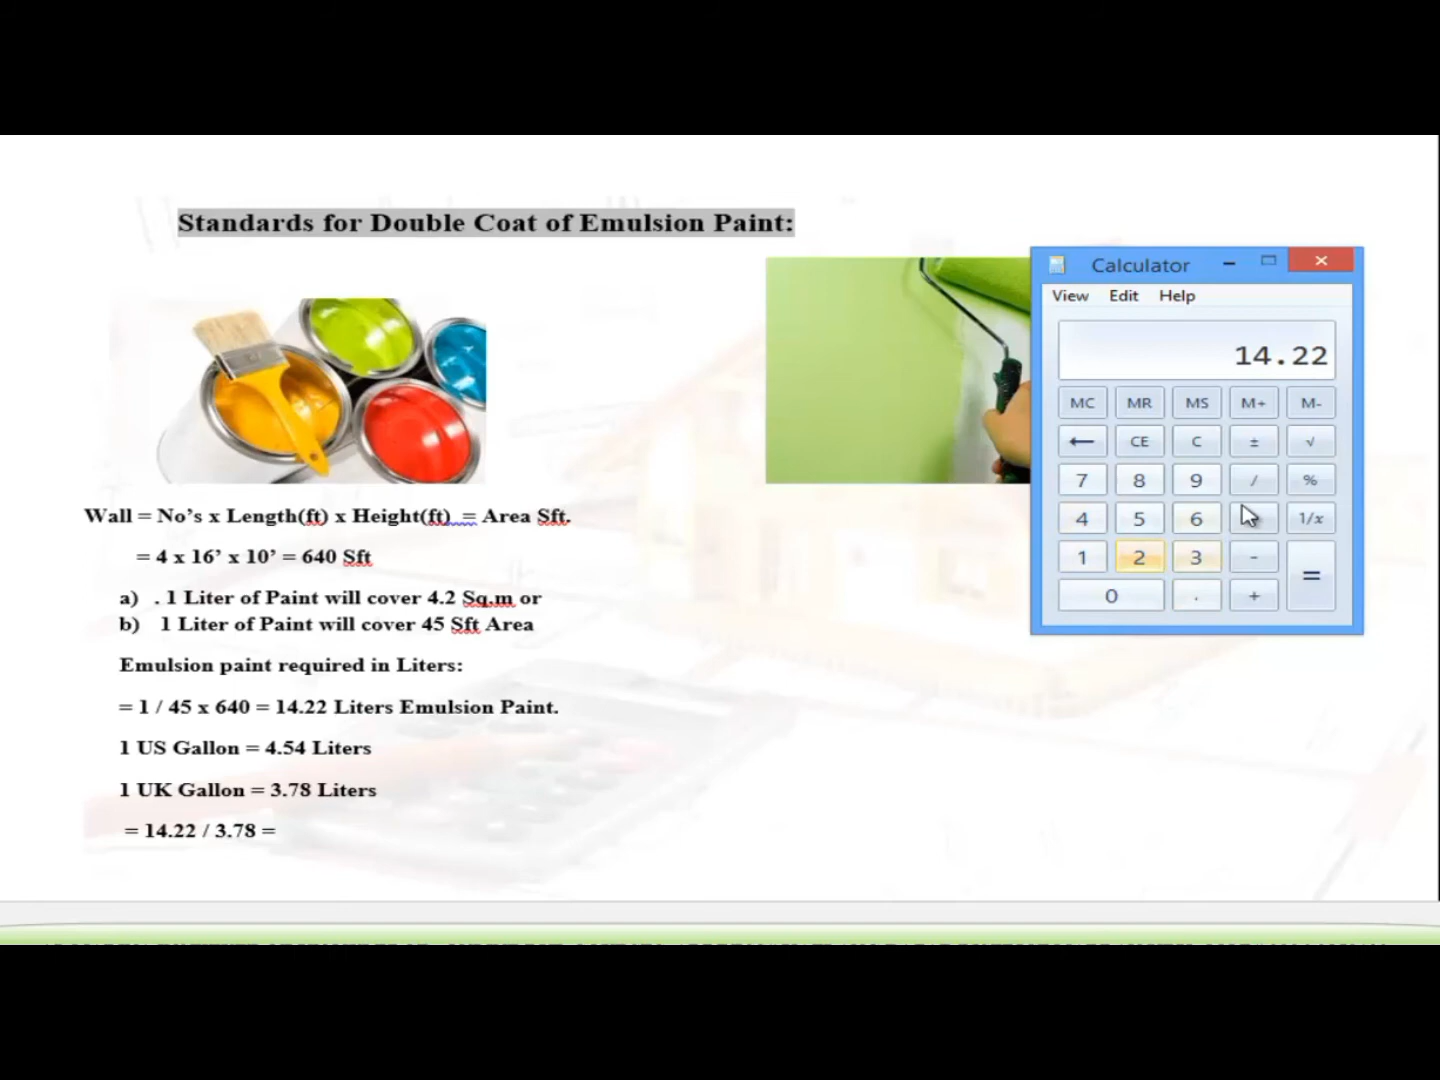 Standards for Double Coat of Emulsion Paint:
Calculator
View Edit Help
14.22
MC MR MS M+ M-
← CE C ± √
7 8 9 / %
4 5 6 1/x
1 2 3 - =
0 . +
Wall = No's x Length(ft) x Height(ft) = Area Sft.
= 4 x 16' x 10' = 640 Sft
a) . 1 Liter of Paint will cover 4.2 Sq.m or
b) 1 Liter of Paint will cover 45 Sft Area
Emulsion paint required in Liters:
= 1 / 45 x 640 = 14.22 Liters Emulsion Paint.
1 US Gallon = 4.54 Liters
1 UK Gallon = 3.78 Liters
= 14.22 / 3.78 =